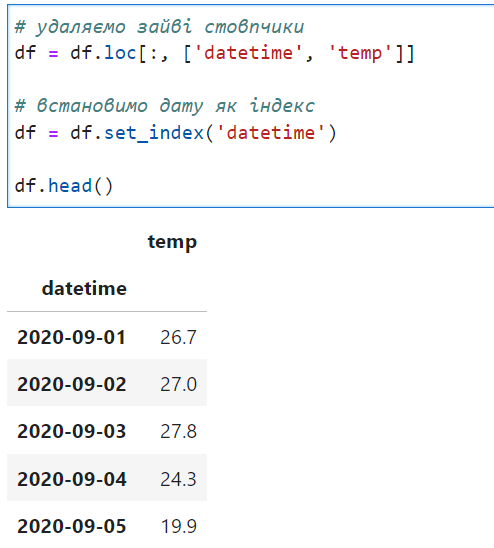 # удаляємо зайві стовпчики
df = df.loc[:, ['datetime', 'temp']]
# встановимо дату як індекс
df = df.set_index('datetime')
df.head()
temp
datetime
2020-09-01 26.7
2020-09-02 27.0
2020-09-03 27.8
2020-09-04 24.3
2020-09-05 19.9